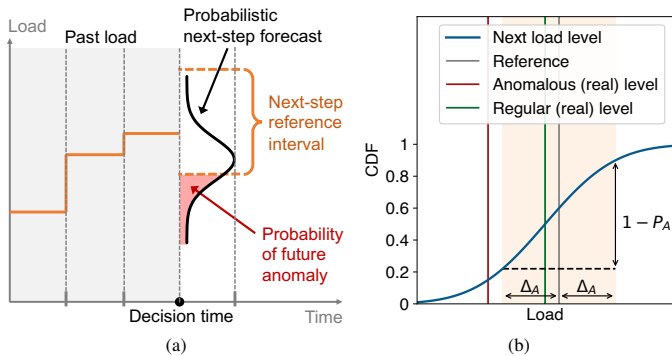 Load
Past load
Probabilistic
next-step forecast
Next-step
reference
interval
Probability
of future
anomaly
Decision time
Time
(a)
Next load level
Reference
Anomalous (real) level
Regular (real) level
CDF
1
0.8
0.6
0.4
0.2
0
1 − P_A
Δ_A
Δ_A
Load
(b)